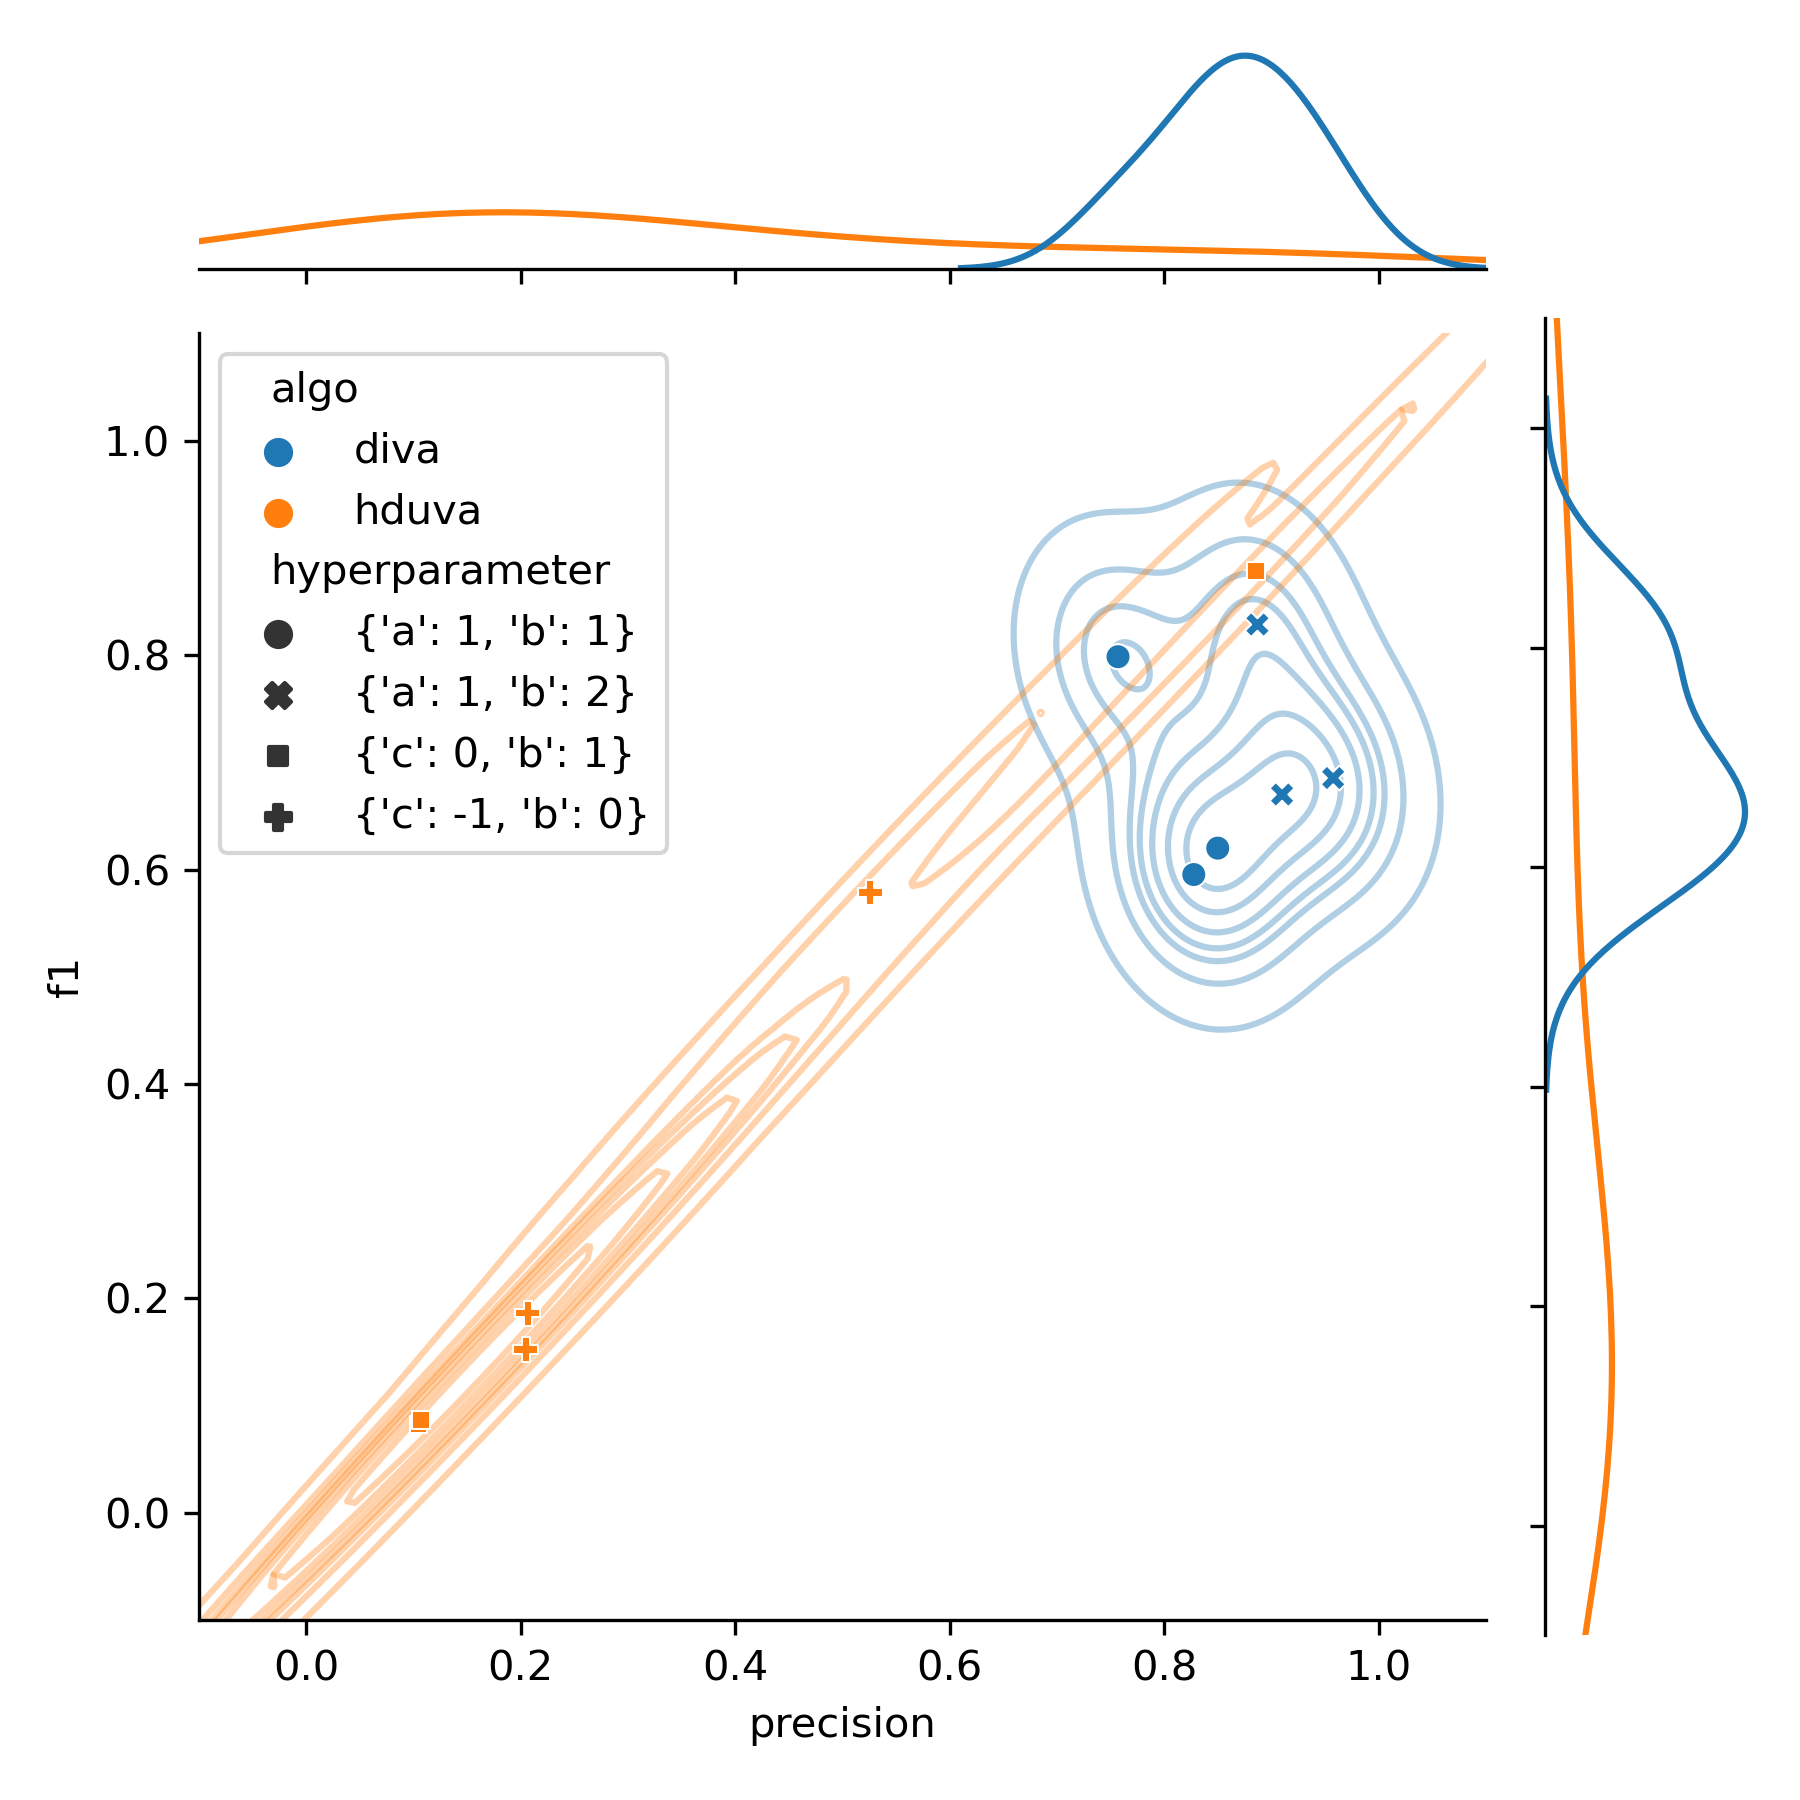 algo
diva
hduva
hyperparameter
{'a': 1, 'b': 1}
{'a': 1, 'b': 2}
{'c': 0, 'b': 1}
{'c': -1, 'b': 0}
1.0
0.8
0.6
0.4
0.2
0.0
f1
0.0 0.2 0.4 0.6 0.8 1.0
precision